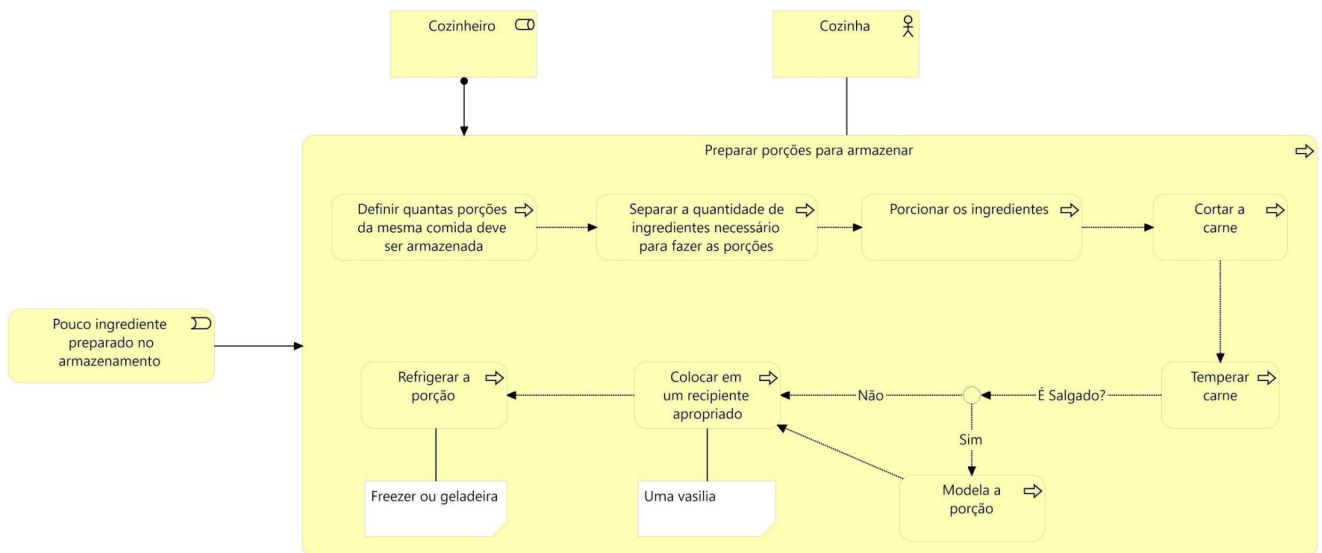 Cozinheiro
Cozinha
Preparar porções para armazenar
Definir quantas porções
da mesma comida deve
ser armazenada
Separar a quantidade de
ingredientes necessário
para fazer as porções
Porcionar os ingredientes
Cortar a
carne
Pouco ingrediente
preparado no
armazenamento
Temperar
carne
É Salgado?
Não
Sim
Modela a
porção
Colocar em
um recipiente
apropriado
Uma vasilia
Refrigerar a
porção
Freezer ou geladeira